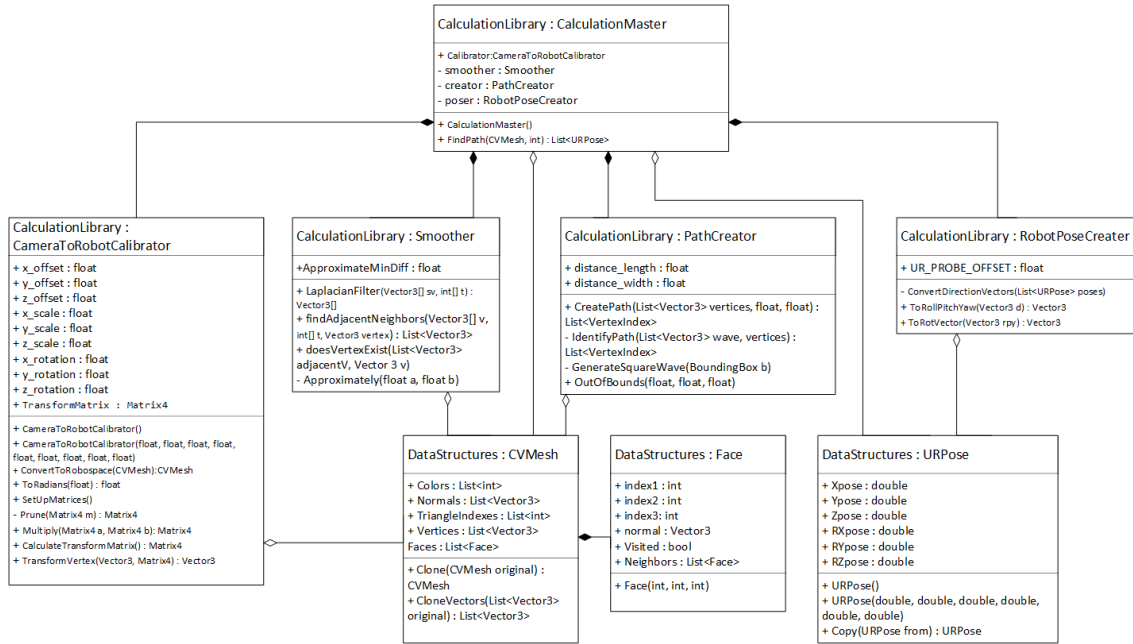 CalculationLibrary : CalculationMaster
+ Calibrator:CameraToRobotCalibrator
- smoother : Smoother
- creator : PathCreator
- poser : RobotPoseCreator
+ CalculationMaster()
+ FindPath(CVMesh, int) : List<URPose>
CalculationLibrary :
CameraToRobotCalibrator
+ x_offset : float
+ y_offset : float
+ z_offset : float
+ x_scale : float
+ y_scale : float
+ z_scale : float
+ x_rotation : float
+ y_rotation : float
+ z_rotation : float
+ TransformMatrix : Matrix4
+ CameraToRobotCalibrator()
+ CameraToRobotCalibrator(float, float, float, float,
float, float, float, float, float)
+ ConvertToRobospace(CVMesh):CVMesh
+ ToRadians(float) : float
+ SetUpMatrices()
- Prune(Matrix4 m) : Matrix4
+ Multiply(Matrix4 a, Matrix4 b): Matrix4
+ CalculateTransformMatrix() : Matrix4
+ TransformVertex(Vector3, Matrix4) : Vector3
CalculationLibrary : Smoother
+ApproximateMinDiff : float
+ LaplacianFilter(Vector3[] sv, int[] t) :
Vector3[]
+ findAdjacentNeighbors(Vector3[] v,
int[] t, Vector3 vertex) : List<Vector3>
+ doesVertexExist(List<Vector3>
adjacentV, Vector 3 v)
- Approximately(float a, float b)
CalculationLibrary : PathCreator
+ distance_length : float
+ distance_width : float
+ CreatePath(List<Vector3> vertices, float, float) :
List<VertexIndex>
- IdentifyPath(List<Vector3> wave, vertices) :
List<VertexIndex>
- GenerateSquareWave(BoundingBox b)
+ OutOfBounds(float, float, float)
CalculationLibrary : RobotPoseCreater
+ UR_PROBE_OFFSET : float
- ConvertDirectionVectors(List<URPose> poses)
+ ToRollPitchYaw(Vector3 d) : Vector3
+ ToRotVector(Vector3 rpy) : Vector3
DataStructures : CVMesh
+ Colors : List<int>
+ Normals : List<Vector3>
+ TriangleIndexes : List<int>
+ Vertices : List<Vector3>
Faces : List<Face>
+ Clone(CVMesh original) :
CVMesh
+ CloneVectors(List<Vector3>
original) : List<Vector3>
DataStructures : Face
+ index1 : int
+ index2 : int
+ index3: int
+ normal : Vector3
+ Visited : bool
+ Neighbors : List<Face>
+ Face(int, int, int)
DataStructures : URPose
+ Xpose : double
+ Ypose : double
+ Zpose : double
+ RXpose : double
+ RYpose : double
+ RZpose : double
+ URPose()
+ URPose(double, double, double, double,
double, double)
+ Copy(URPose from) : URPose